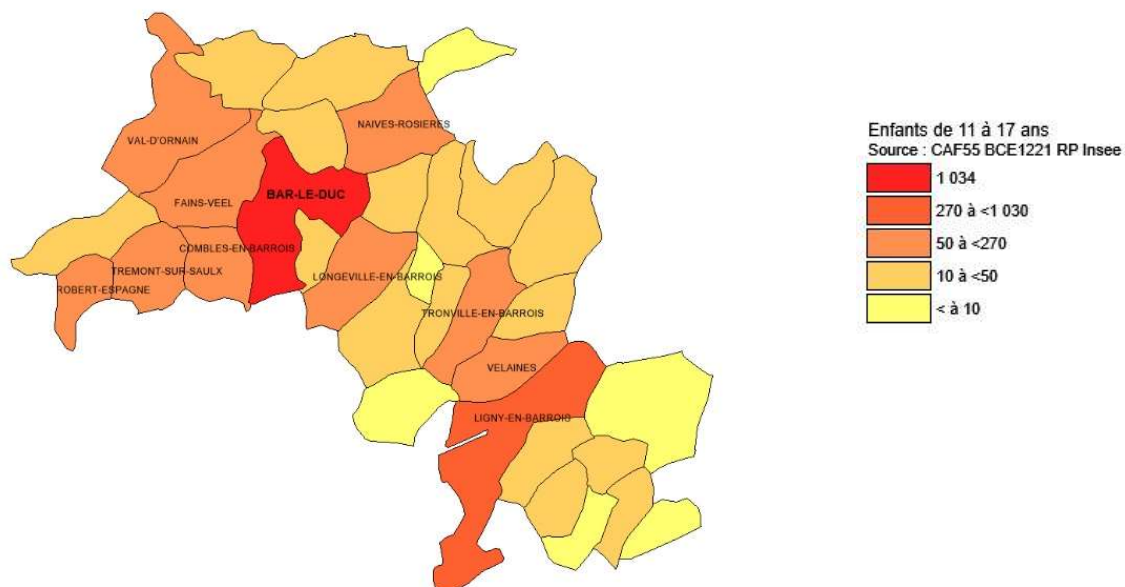 NAIVES-ROSIERES
VAL-D'ORNAIN
BAR-LE-DUC
FAINS-VEEL
COMBLES-EN-BARROIS
TREMONT-SUR-SAULX
LONGEVILLE-EN-BARROIS
ROBERT-ESPAGNE
TRONVILLE-EN-BARROIS
VELAINES
LIGNY-EN-BARROIS
Enfants de 11 à 17 ans
Source : CAF55 BCE1221 RP Insee
1 034
270 à <1 030
50 à <270
10 à <50
< à 10